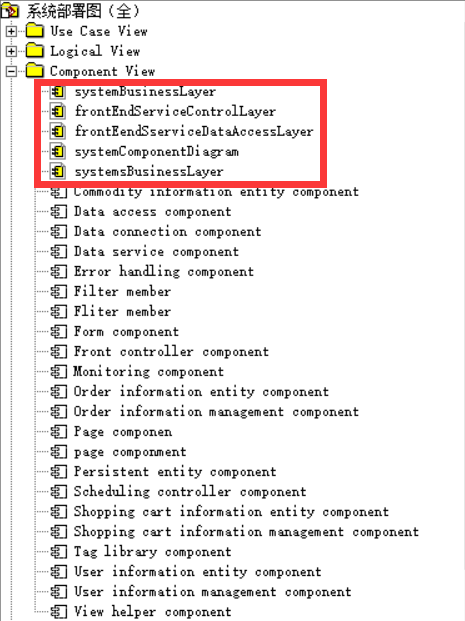 系统部署图（全）
Use Case View
Logical View
Component View
systemBusinessLayer
frontEndServiceControlLayer
frontEendSserviceDataAccessLayer
systemComponentDiagram
systemsBusinessLayer
Commodity information entity component
Data access component
Data connection component
Data service component
Error handling component
Filter member
Fliter member
Form component
Front controller component
Monitoring component
Order information entity component
Order information management component
Page componen
page componment
Persistent entity component
Scheduling controller component
Shopping cart information entity component
Shopping cart information management component
Tag library component
User information entity component
User information management component
View helper component